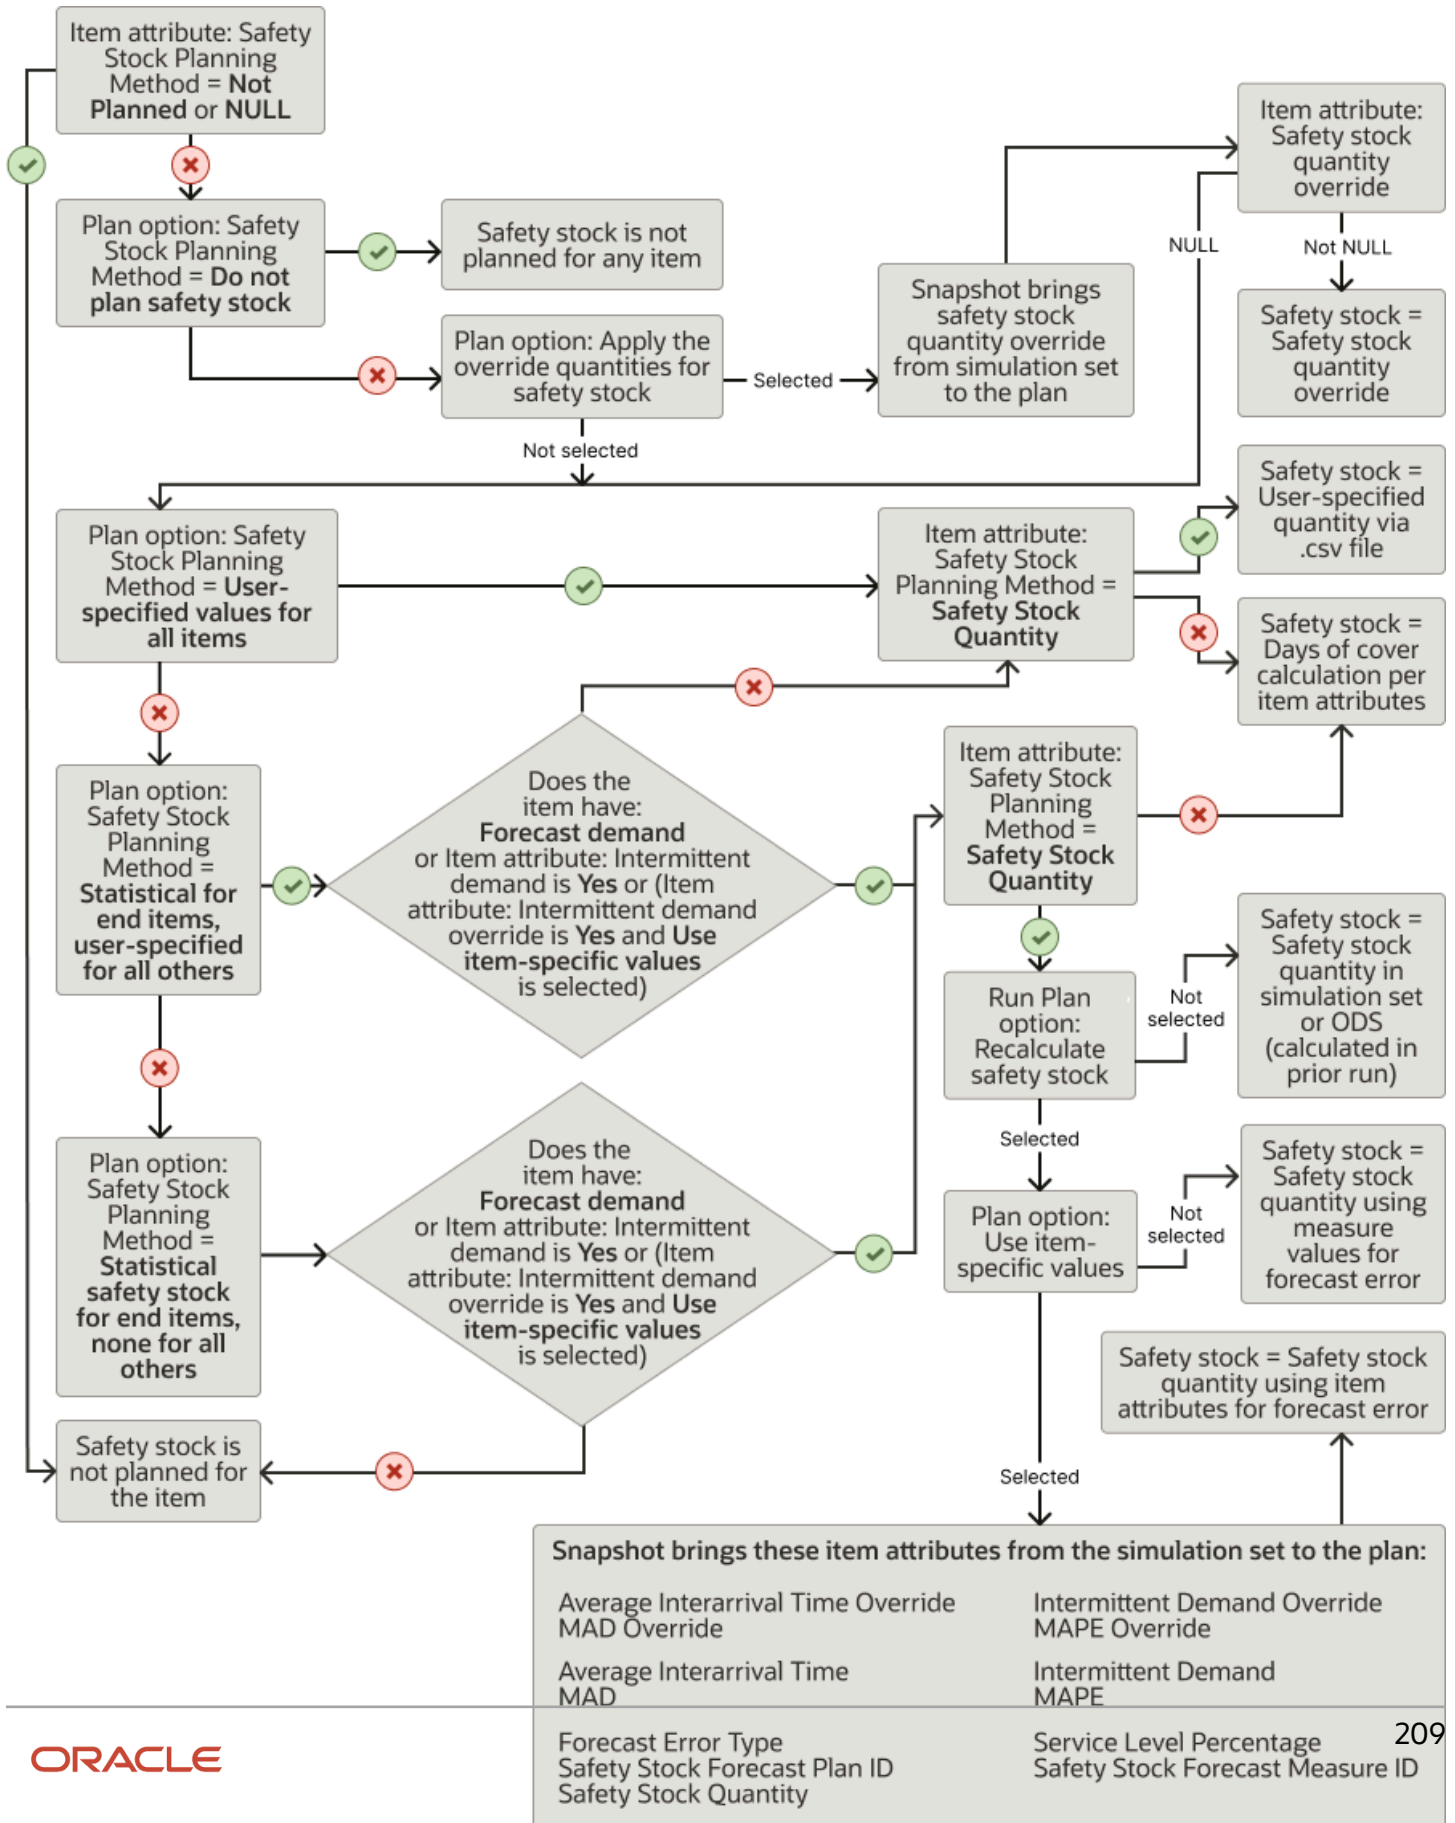 Item attribute: Safety
Stock Planning
Method = Not
Planned or NULL
Plan option: Safety
Stock Planning
Method = Do not
plan safety stock
Safety stock is not
planned for any item
Plan option: Apply the
override quantities for
safety stock
Selected
Not selected
Snapshot brings
safety stock
quantity override
from simulation set
to the plan
Item attribute:
Safety stock
quantity
override
NULL
Not NULL
Safety stock =
Safety stock
quantity
override
Plan option: Safety
Stock Planning
Method = User-
specified values for
all items
Item attribute:
Safety Stock
Planning Method =
Safety Stock
Quantity
Safety stock =
User-specified
quantity via
.csv file
Safety stock =
Days of cover
calculation per
item attributes
Plan option:
Safety Stock
Planning
Method =
Statistical for
end items,
user-specified
for all others
Does the
item have:
Forecast demand
or Item attribute: Intermittent
demand is Yes or (Item
attribute: Intermittent demand
override is Yes and Use
item-specific values
is selected)
Item attribute:
Safety Stock
Planning
Method =
Safety Stock
Quantity
Run Plan
option:
Recalculate
safety stock
Not
selected
Safety stock =
Safety stock
quantity in
simulation set
or ODS
(calculated in
prior run)
Selected
Plan option:
Safety Stock
Planning
Method =
Statistical
safety stock
for end items,
none for all
others
Does the
item have:
Forecast demand
or Item attribute: Intermittent
demand is Yes or (Item
attribute: Intermittent demand
override is Yes and Use
item-specific values
is selected)
Plan option:
Use item-
specific values
Not
selected
Safety stock =
Safety stock
quantity using
measure
values for
forecast error
Safety stock = Safety stock
quantity using item
attributes for forecast error
Safety stock is
not planned for
the item
Selected
Snapshot brings these item attributes from the simulation set to the plan:
Average Interarrival Time Override
MAD Override
Intermittent Demand Override
MAPE Override
Average Interarrival Time
MAD
Intermittent Demand
MAPE
Forecast Error Type
Safety Stock Forecast Plan ID
Safety Stock Quantity
Service Level Percentage
Safety Stock Forecast Measure ID
209
ORACLE